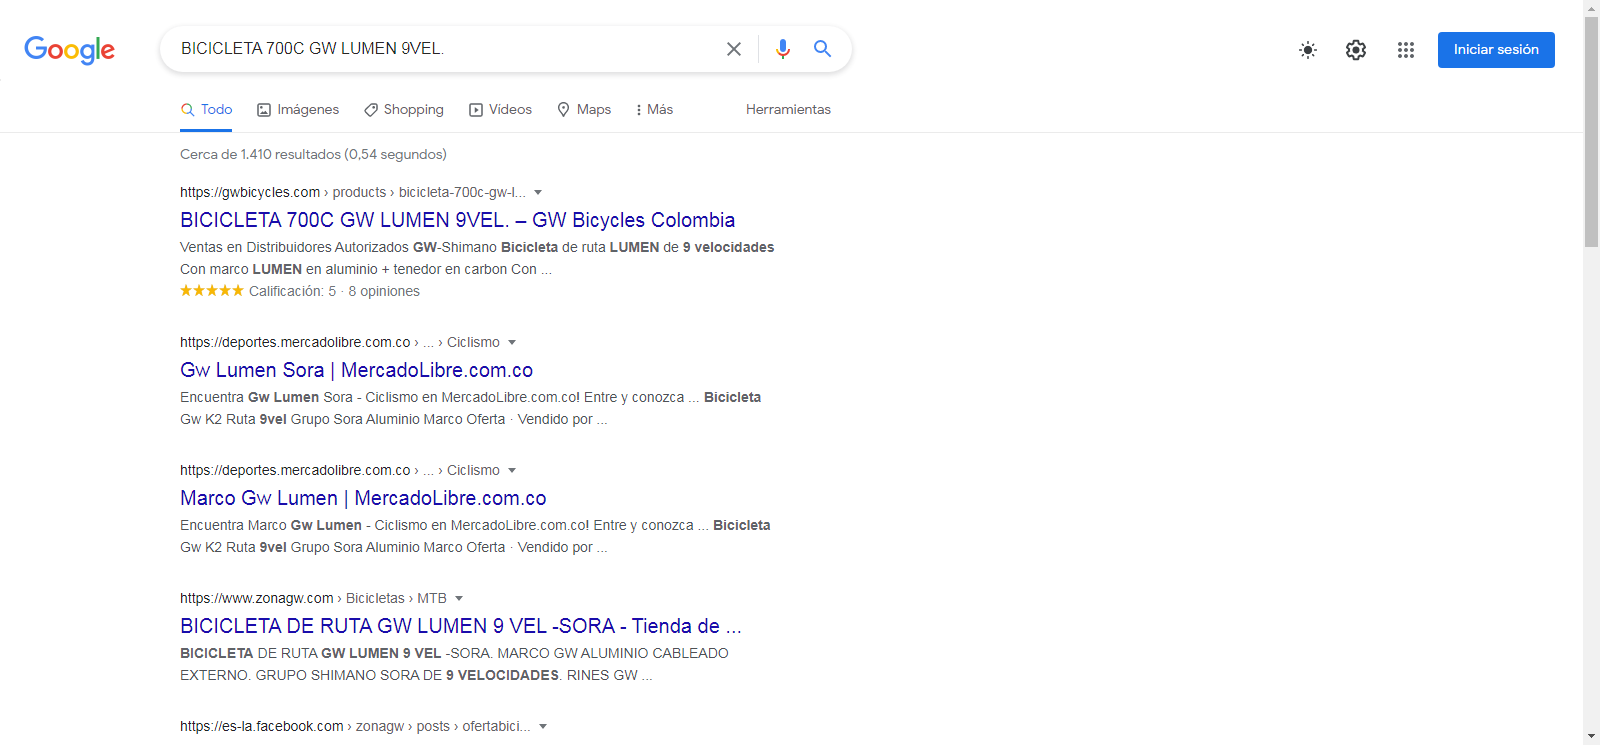 Google
BICICLETA 700C GW LUMEN 9VEL.
Iniciar sesión
Todo Imágenes Shopping Vídeos Maps Más Herramientas
Cerca de 1.410 resultados (0,54 segundos)
https://gwbicycles.com › products › bicicleta-700c-gw-l...
BICICLETA 700C GW LUMEN 9VEL. – GW Bicycles Colombia
Ventas en Distribuidores Autorizados GW-Shimano Bicicleta de ruta LUMEN de 9 velocidades
Con marco LUMEN en aluminio + tenedor en carbon Con ...
Calificación: 5 · 8 opiniones
https://deportes.mercadolibre.com.co › ... › Ciclismo
Gw Lumen Sora | MercadoLibre.com.co
Encuentra Gw Lumen Sora - Ciclismo en MercadoLibre.com.co! Entre y conozca ... Bicicleta
Gw K2 Ruta 9vel Grupo Sora Aluminio Marco Oferta · Vendido por ...
https://deportes.mercadolibre.com.co › ... › Ciclismo
Marco Gw Lumen | MercadoLibre.com.co
Encuentra Marco Gw Lumen - Ciclismo en MercadoLibre.com.co! Entre y conozca ... Bicicleta
Gw K2 Ruta 9vel Grupo Sora Aluminio Marco Oferta · Vendido por ...
https://www.zonagw.com › Bicicletas › MTB
BICICLETA DE RUTA GW LUMEN 9 VEL -SORA - Tienda de ...
BICICLETA DE RUTA GW LUMEN 9 VEL -SORA. MARCO GW ALUMINIO CABLEADO
EXTERNO. GRUPO SHIMANO SORA DE 9 VELOCIDADES. RINES GW ...
https://es-la.facebook.com › zonagw › posts › ofertabici...